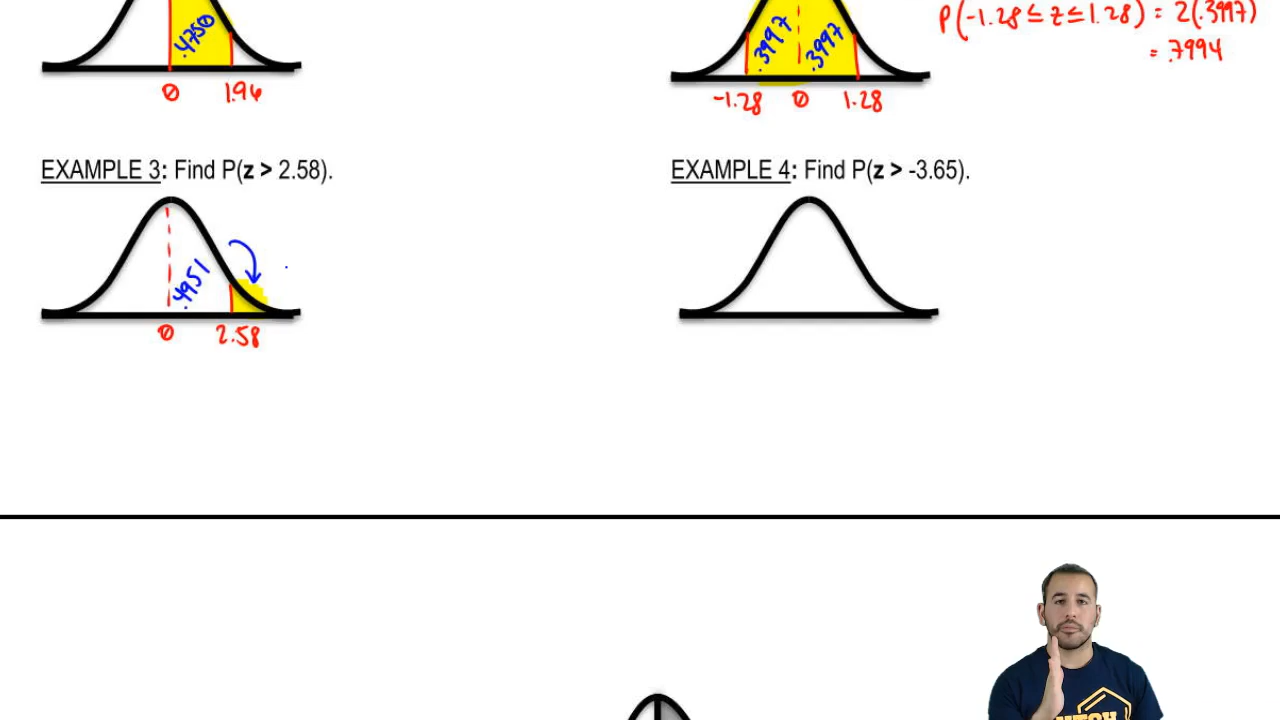 .4750
0 1.96
.3997 .3997
-1.28 0 1.28
P(-1.28 ≤ z ≤ 1.28) = 2(.3997)
= .7994
EXAMPLE 3: Find P(z > 2.58).
.4951
0 2.58
EXAMPLE 4: Find P(z > -3.65).